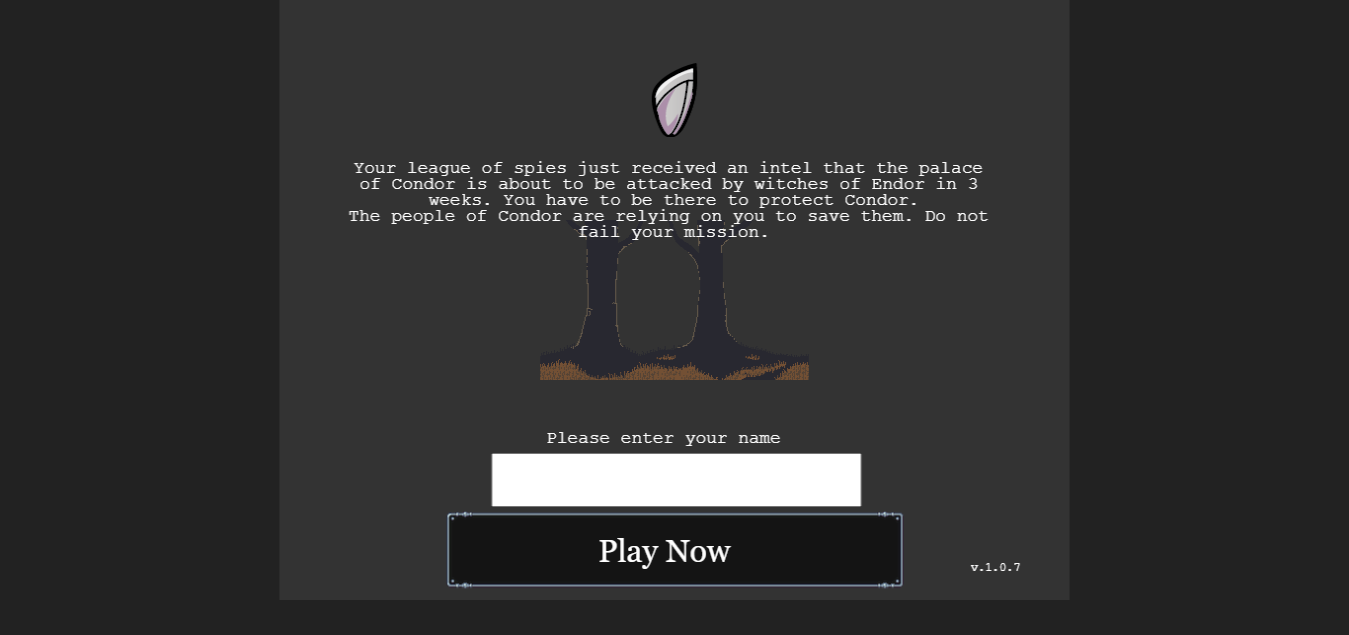 Your league of spies just received an intel that the palace
of Condor is about to be attacked by witches of Endor in 3
weeks. You have to be there to protect Condor.
The people of Condor are relying on you to save them. Do not
fail your mission.
Please enter your name
Play Now
v.1.0.7